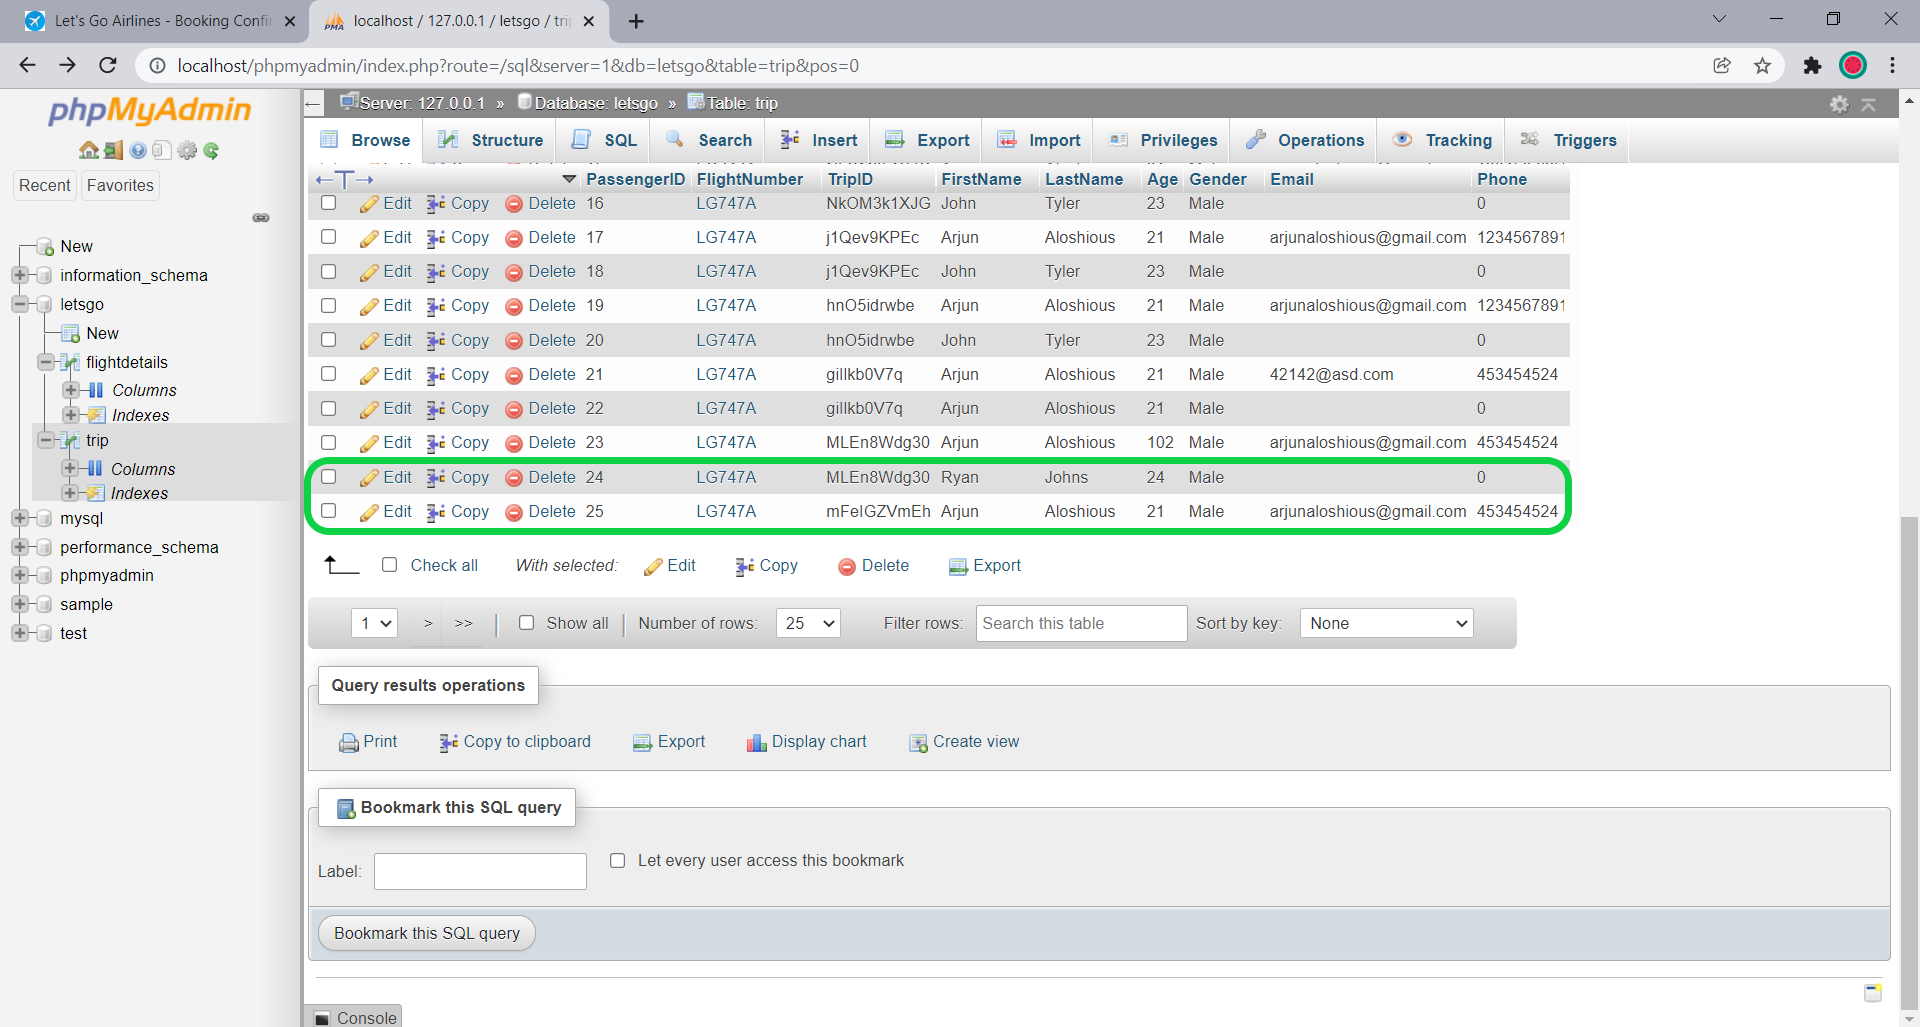 Let's Go Airlines - Booking Confir
localhost / 127.0.0.1 / letsgo / trip
localhost/phpmyadmin/index.php?route=/sql&server=1&db=letsgo&table=trip&pos=0
phpMyAdmin
Recent Favorites
New
information_schema
letsgo
New
flightdetails
Columns
Indexes
trip
Columns
Indexes
mysql
performance_schema
phpmyadmin
sample
test
Server: 127.0.0.1 » Database: letsgo » Table: trip
Browse Structure SQL Search Insert Export Import Privileges Operations Tracking Triggers
←T→ PassengerID FlightNumber TripID FirstName LastName Age Gender Email Phone
Edit Copy Delete 16 LG747A NkOM3k1XJG John Tyler 23 Male 0
Edit Copy Delete 17 LG747A j1Qev9KPEc Arjun Aloshious 21 Male arjunaloshious@gmail.com 1234567891
Edit Copy Delete 18 LG747A j1Qev9KPEc John Tyler 23 Male 0
Edit Copy Delete 19 LG747A hnO5idrwbe Arjun Aloshious 21 Male arjunaloshious@gmail.com 1234567891
Edit Copy Delete 20 LG747A hnO5idrwbe John Tyler 23 Male 0
Edit Copy Delete 21 LG747A gillkb0V7q Arjun Aloshious 21 Male 42142@asd.com 453454524
Edit Copy Delete 22 LG747A gillkb0V7q Arjun Aloshious 21 Male 0
Edit Copy Delete 23 LG747A MLEn8Wdg30 Arjun Aloshious 102 Male arjunaloshious@gmail.com 453454524
Edit Copy Delete 24 LG747A MLEn8Wdg30 Ryan Johns 24 Male 0
Edit Copy Delete 25 LG747A mFeIGZVmEh Arjun Aloshious 21 Male arjunaloshious@gmail.com 453454524
Check all With selected: Edit Copy Delete Export
1 > >> Show all Number of rows: 25 Filter rows: Search this table Sort by key: None
Query results operations
Print Copy to clipboard Export Display chart Create view
Bookmark this SQL query
Label: Let every user access this bookmark
Bookmark this SQL query
Console